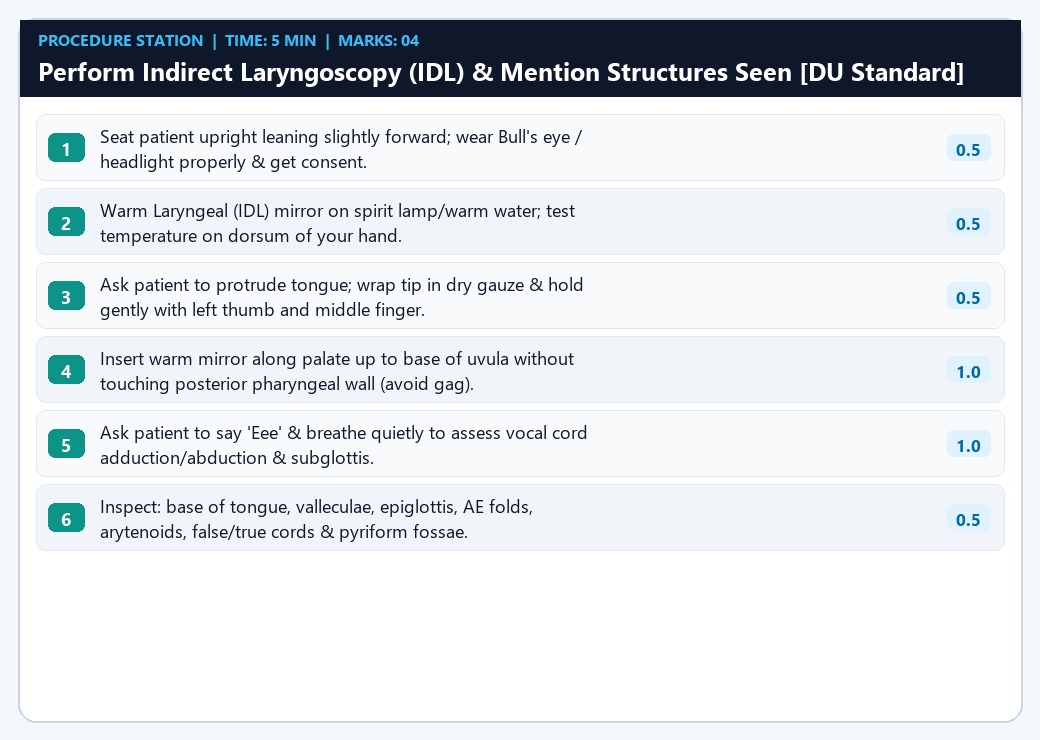 PROCEDURE STATION | TIME: 5 MIN | MARKS: 04
Perform Indirect Laryngoscopy (IDL) & Mention Structures Seen [DU Standard]
1
Seat patient upright leaning slightly forward; wear Bull's eye /
headlight properly & get consent.
0.5
2
Warm Laryngeal (IDL) mirror on spirit lamp/warm water; test
temperature on dorsum of your hand.
0.5
3
Ask patient to protrude tongue; wrap tip in dry gauze & hold
gently with left thumb and middle finger.
0.5
4
Insert warm mirror along palate up to base of uvula without
touching posterior pharyngeal wall (avoid gag).
1.0
5
Ask patient to say 'Eee' & breathe quietly to assess vocal cord
adduction/abduction & subglottis.
1.0
6
Inspect: base of tongue, valleculae, epiglottis, AE folds,
arytenoids, false/true cords & pyriform fossae.
0.5